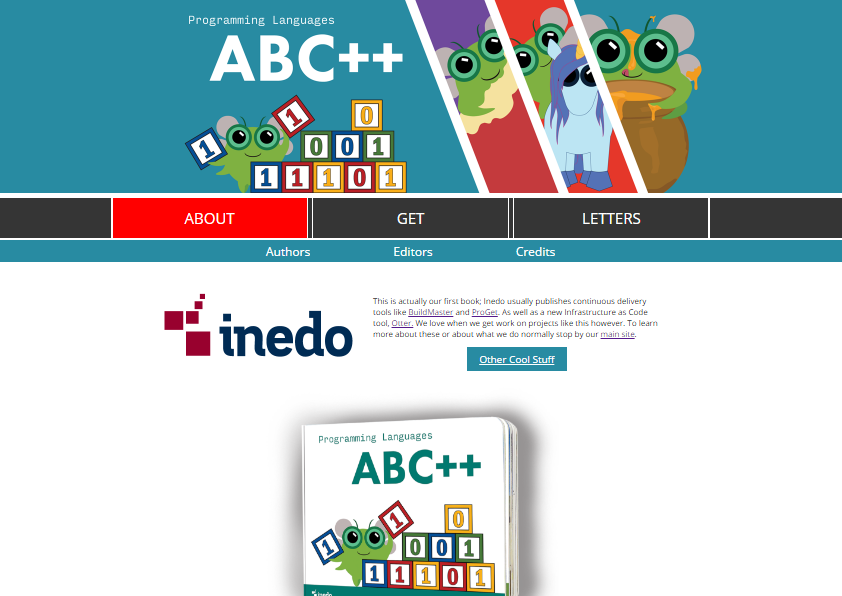 Programming Languages
ABC++
1
1
0
0 0 1
1 1 1 0 1
ABOUT
GET
LETTERS
Authors
Editors
Credits
inedo
This is actually our first book; Inedo usually publishes continuous delivery
tools like BuildMaster and ProGet. As well as a new Infrastructure as Code
tool, Otter. We love when we get work on projects like this however. To learn
more about these or about what we do normally stop by our main site.
Other Cool Stuff
Programming Languages
ABC++
1
1
0
0 0 1
1 1 1 0 1
inedo